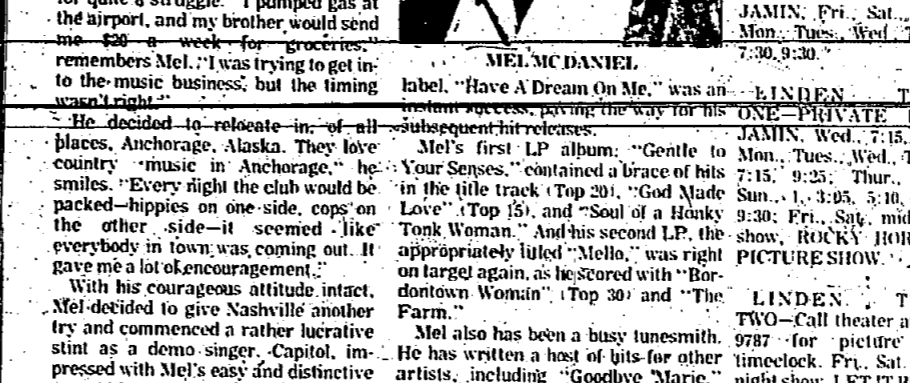 for quite a struggle. "I pumped gas at
the airport, and my brother would send
me $20 a week for groceries,"
remembers Mel. "I was trying to get in-
to the music business, but the timing
wasn't right."
He decided to relocate in, of all
places, Anchorage, Alaska. They love
country "music in Anchorage," he
smiles. "Every night the club would be
packed—hippies on one side, cops on
the other side—it seemed like
everybody in town was coming out. It
gave me a lot of encouragement."
With his courageous attitude intact,
Mel decided to give Nashville another
try and commenced a rather lucrative
stint as a demo singer. Capitol, im-
pressed with Mel's easy and distinctive
MEL MCDANIEL
label. "Have A Dream On Me," was an
instant success, paving the way for his
subsequent hit releases.
Mel's first LP album, "Gentle to
Your Senses," contained a brace of hits
in the title track (Top 20), "God Made
Love" (Top 15), and "Soul of a Honky
Tonk Woman." And his second LP, the
appropriately titled "Mello," was right
on target again, as he scored with "Bor-
dontown Woman" (Top 30) and "The
Farm."
Mel also has been a busy tunesmith.
He has written a host of hits for other
artists, including "Goodbye Marie,"
JAMIN, Fri., Sat.,
Mon., Tues., Wed.
7:30, 9:30.
LINDEN T
ONE—PRIVATE
JAMIN, Wed., 7:15,
Mon., Tues., Wed., T
7:15, 9:25; Thur.,
Sun., 1, 3:05, 5:10,
9:30; Fri., Sat. mid
show, ROCKY HOR
PICTURE SHOW.
LINDEN T
TWO—Call theater a
9787 for picture
timeclock. Fri., Sat.
night show, LET IT B